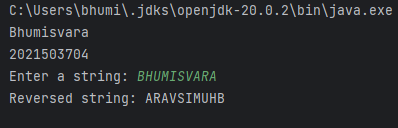 C:\Users\bhumi\.jdks\openjdk-20.0.2\bin\java.exe
Bhumisvara
2021503704
Enter a string: BHUMISVARA
Reversed string: ARAVSIMUHB